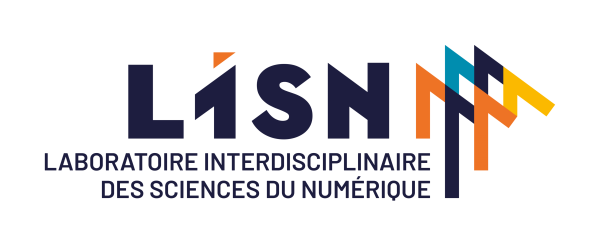 LISN
LABORATOIRE INTERDISCIPLINAIRE
DES SCIENCES DU NUMÉRIQUE